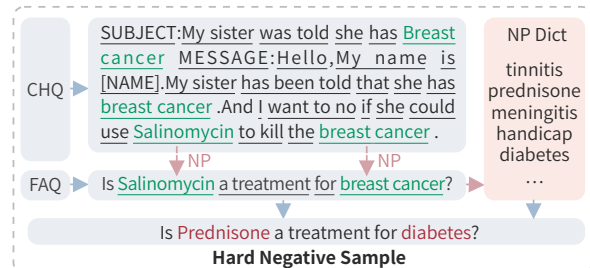 CHQ
SUBJECT:My sister was told she has Breast
cancer MESSAGE:Hello,My name is
[NAME].My sister has been told that she has
breast cancer .And I want to no if she could
use Salinomycin to kill the breast cancer .
NP Dict
tinnitis
prednisone
meningitis
handicap
diabetes
...
NP
NP
FAQ
Is Salinomycin a treatment for breast cancer?
Is Prednisone a treatment for diabetes?
Hard Negative Sample